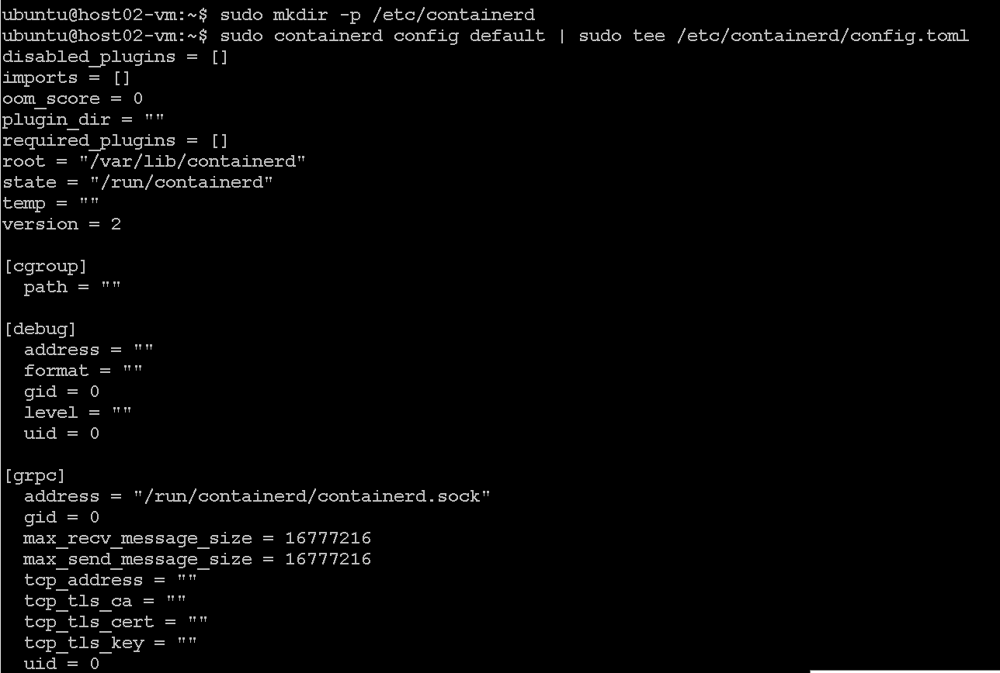 ubuntu@host02-vm:~$ sudo mkdir -p /etc/containerd
ubuntu@host02-vm:~$ sudo containerd config default | sudo tee /etc/containerd/config.toml
disabled_plugins = []
imports = []
oom_score = 0
plugin_dir = ""
required_plugins = []
root = "/var/lib/containerd"
state = "/run/containerd"
temp = ""
version = 2

[cgroup]
  path = ""

[debug]
  address = ""
  format = ""
  gid = 0
  level = ""
  uid = 0

[grpc]
  address = "/run/containerd/containerd.sock"
  gid = 0
  max_recv_message_size = 16777216
  max_send_message_size = 16777216
  tcp_address = ""
  tcp_tls_ca = ""
  tcp_tls_cert = ""
  tcp_tls_key = ""
  uid = 0